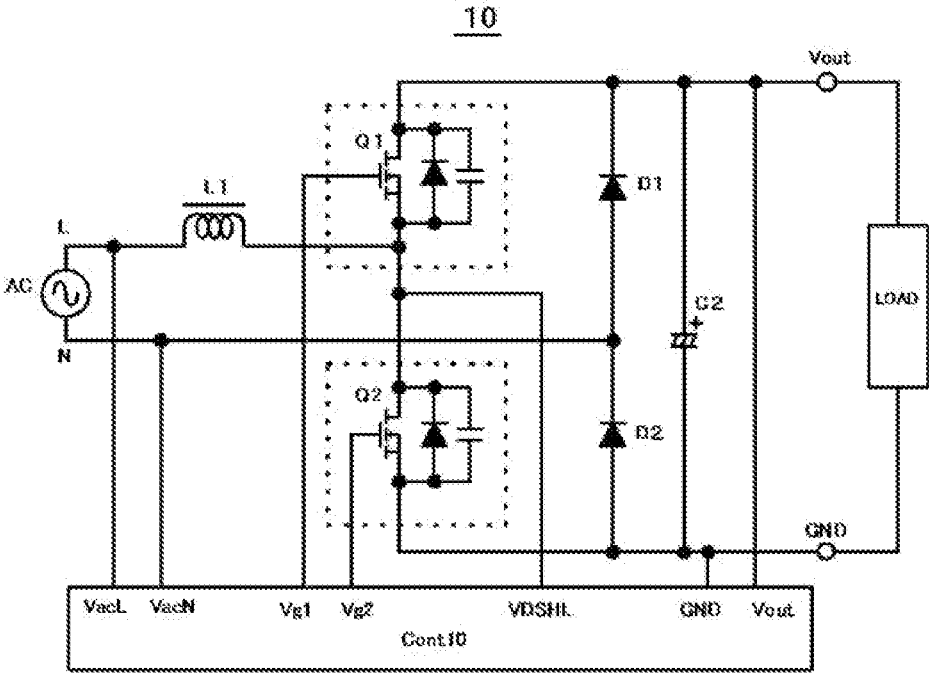 10
Vout
Q1
L1
D1
L
AC
C2
LOAD
N
Q2
D2
GND
VacL VacN Vg1 Vg2 VDSHL GND Vout
Cont10